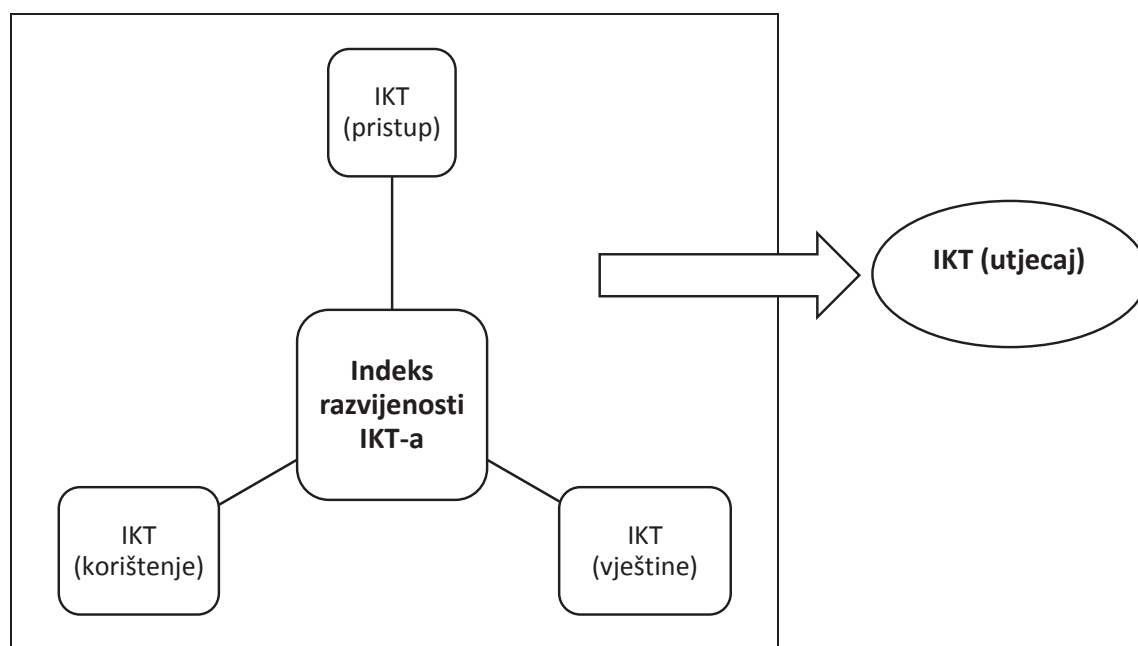 IKT
(pristup)
IKT (utjecaj)
Indeks
razvijenosti
IKT-a
IKT
(korištenje)
IKT
(vještine)